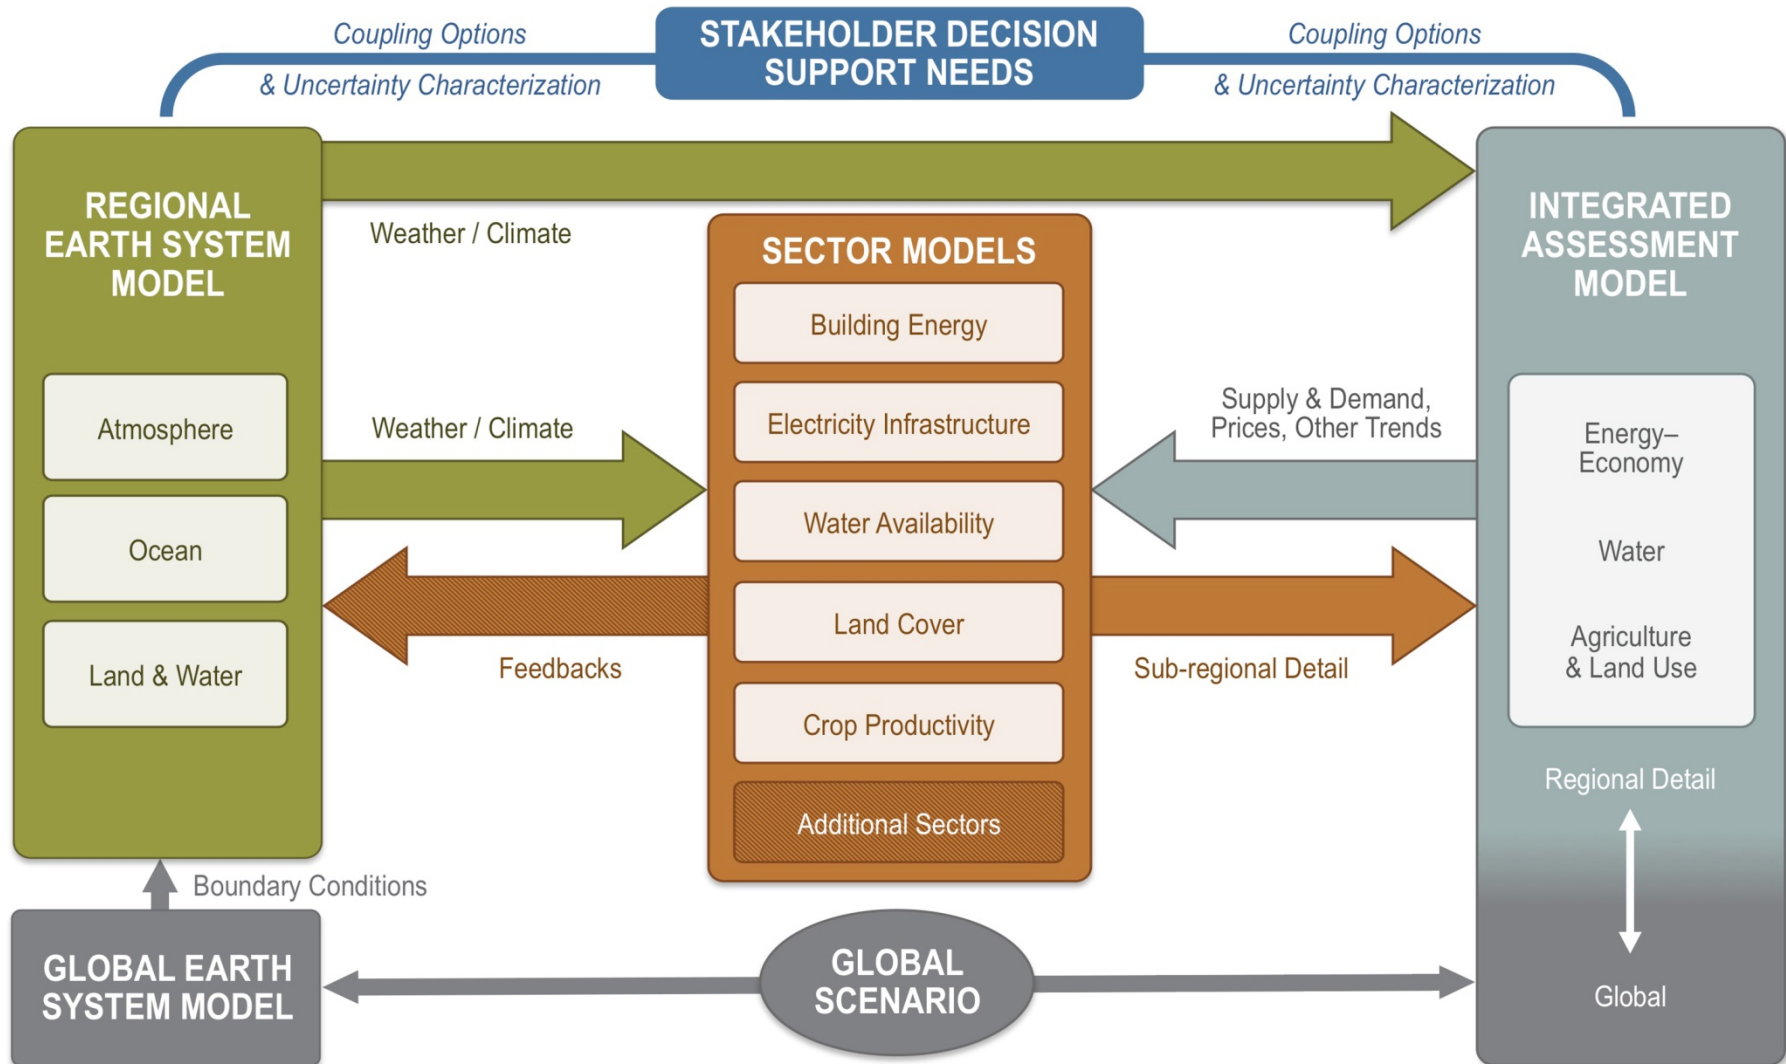 Coupling Options
& Uncertainty Characterization
STAKEHOLDER DECISION
SUPPORT NEEDS
Coupling Options
& Uncertainty Characterization
REGIONAL
EARTH SYSTEM
MODEL
Atmosphere
Ocean
Land & Water
Weather / Climate
Weather / Climate
Feedbacks
SECTOR MODELS
Building Energy
Electricity Infrastructure
Water Availability
Land Cover
Crop Productivity
Additional Sectors
Supply & Demand,
Prices, Other Trends
Sub-regional Detail
INTEGRATED
ASSESSMENT
MODEL
Energy–
Economy
Water
Agriculture
& Land Use
Regional Detail
Global
Boundary Conditions
GLOBAL EARTH
SYSTEM MODEL
GLOBAL
SCENARIO